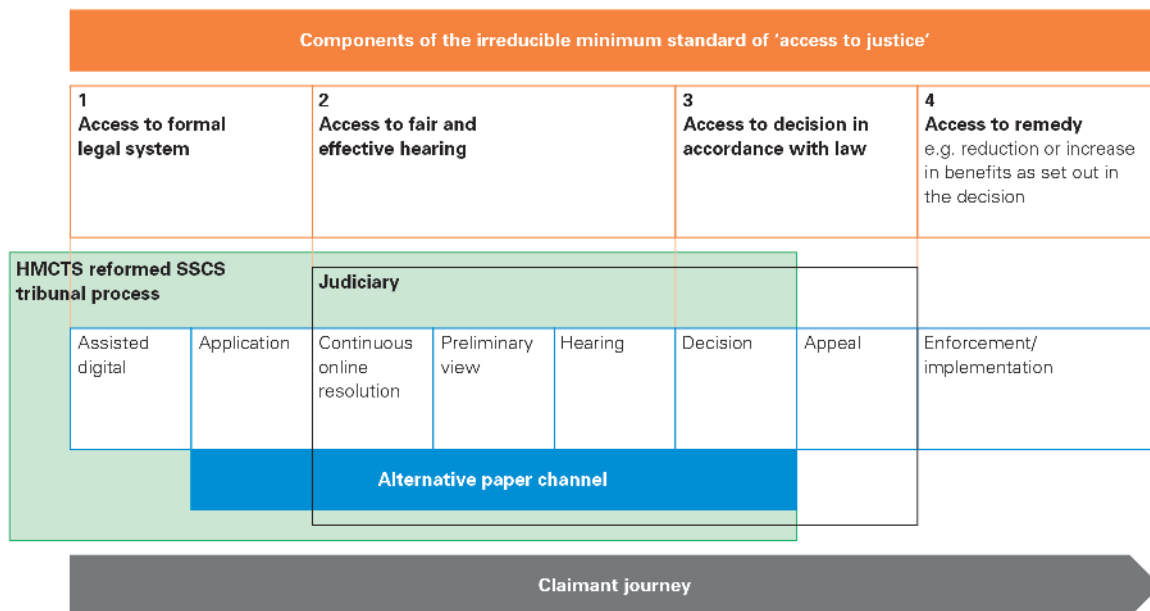 Components of the irreducible minimum standard of ‘access to justice’
1
Access to formal
legal system
2
Access to fair and
effective hearing
3
Access to decision in
accordance with law
4
Access to remedy
e.g. reduction or increase
in benefits as set out in
the decision
HMCTS reformed SSCS
tribunal process
Judiciary
Assisted
digital
Application
Continuous
online
resolution
Preliminary
view
Hearing
Decision
Appeal
Enforcement/
implementation
Alternative paper channel
Claimant journey